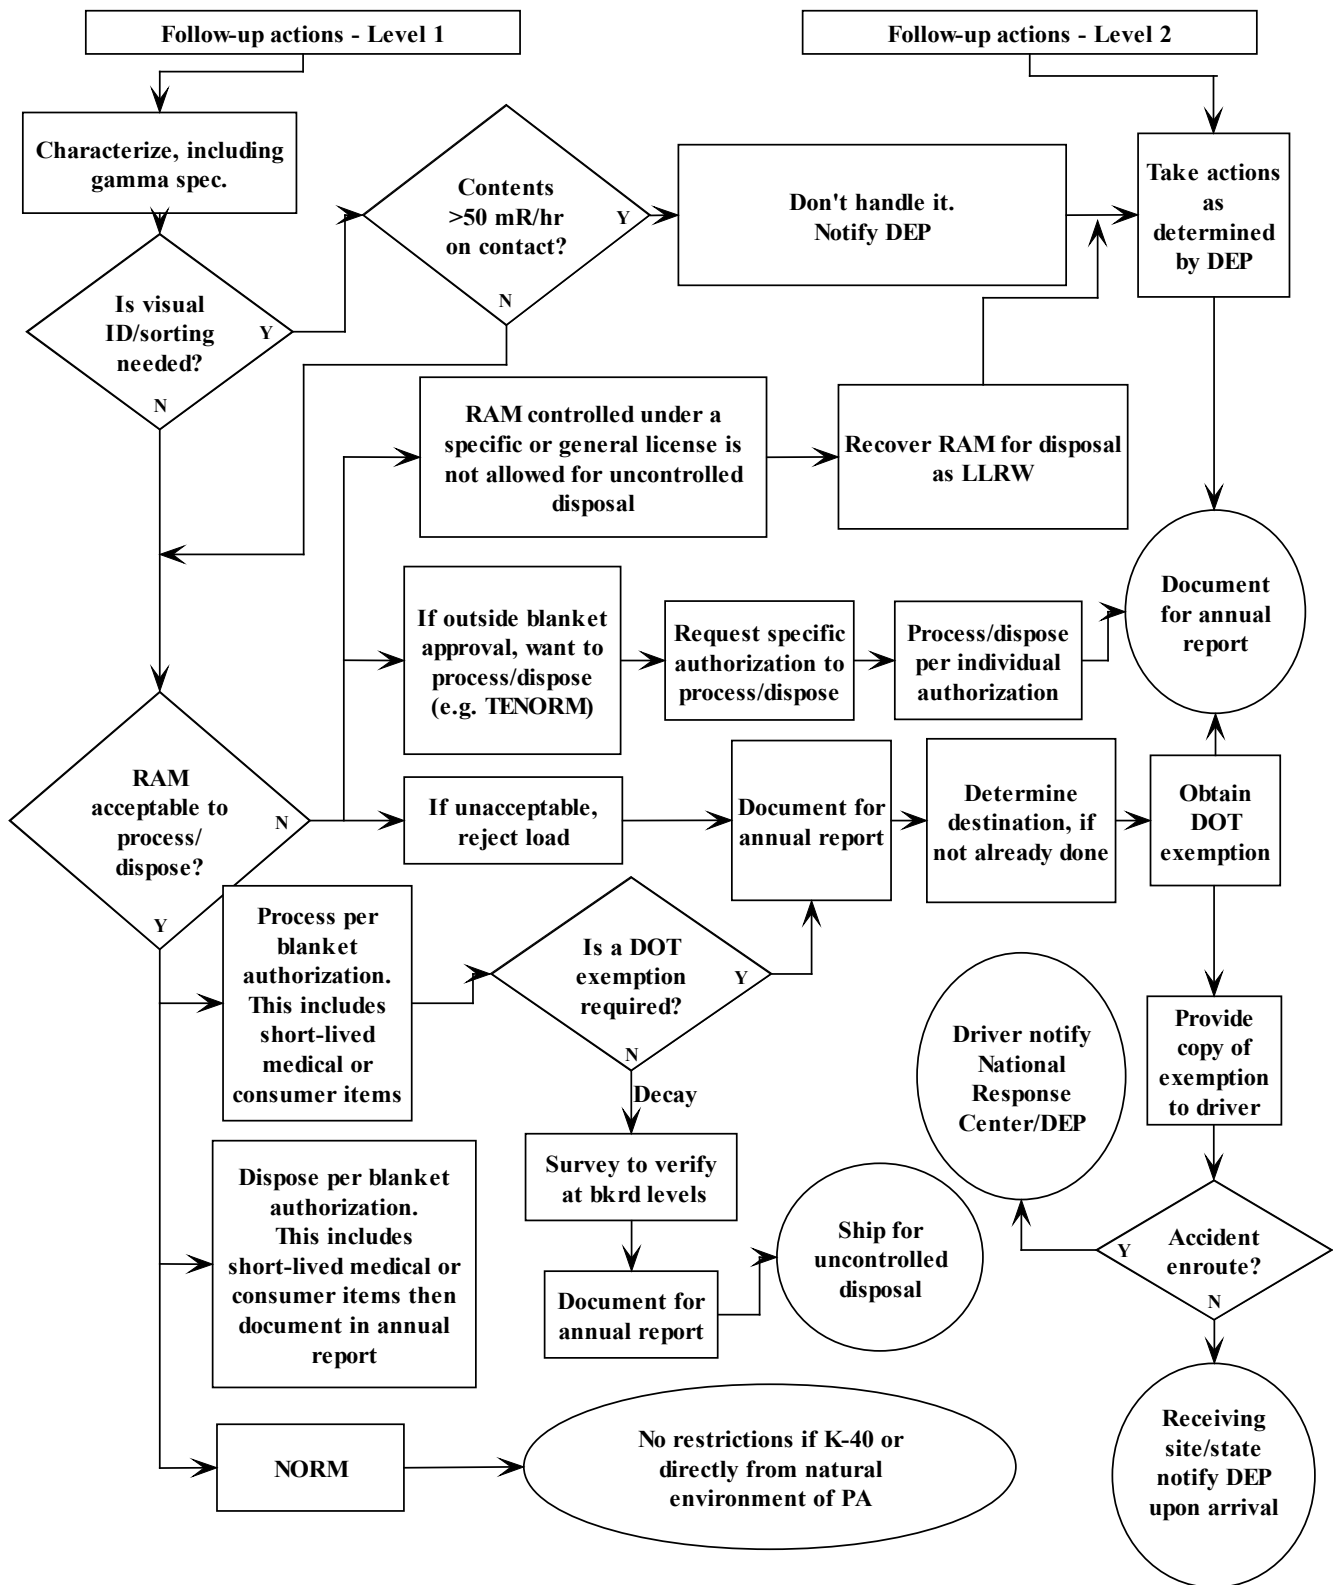 Follow-up actions - Level 1
Follow-up actions - Level 2
Characterize, including
gamma spec.
Contents
>50 mR/hr
on contact?
Y
N
Don't handle it.
Notify DEP
Take actions
as
determined
by DEP
Is visual
ID/sorting
needed?
Y
N
RAM controlled under a
specific or general license is
not allowed for uncontrolled
disposal
Recover RAM for disposal
as LLRW
If outside blanket
approval, want to
process/dispose
(e.g. TENORM)
Request specific
authorization to
process/dispose
Process/dispose
per individual
authorization
Document
for annual
report
RAM
acceptable to
process/
dispose?
N
Y
If unacceptable,
reject load
Document for
annual report
Determine
destination, if
not already done
Obtain
DOT
exemption
Process per
blanket
authorization.
This includes
short-lived
medical or
consumer items
Is a DOT
exemption
required?
Y
N
Decay
Driver notify
National
Response
Center/DEP
Provide
copy of
exemption
to driver
Survey to verify
at bkrd levels
Dispose per blanket
authorization.
This includes
short-lived medical or
consumer items then
document in annual
report
Document for
annual report
Ship for
uncontrolled
disposal
Accident
enroute?
Y
N
NORM
No restrictions if K-40 or
directly from natural
environment of PA
Receiving
site/state
notify DEP
upon arrival